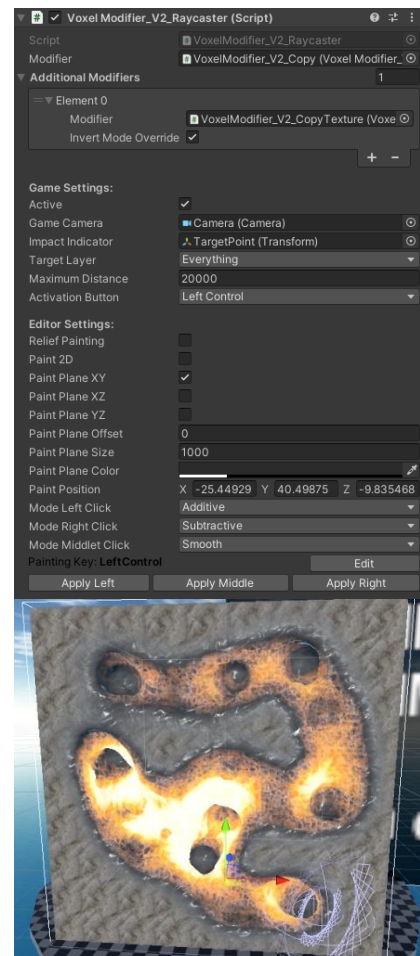 Voxel Modifier_V2_Raycaster (Script)
Script VoxelModifier_V2_Raycaster
Modifier VoxelModifier_V2_Copy (Voxel Modifier_
Additional Modifiers 1
Element 0
Modifier VoxelModifier_V2_CopyTexture (Voxe
Invert Mode Override
+ -
Game Settings:
Active
Game Camera Camera (Camera)
Impact Indicator TargetPoint (Transform)
Target Layer Everything
Maximum Distance 20000
Activation Button Left Control
Editor Settings:
Relief Painting
Paint 2D
Paint Plane XY
Paint Plane XZ
Paint Plane YZ
Paint Plane Offset 0
Paint Plane Size 1000
Paint Plane Color
Paint Position X -25.44929 Y 40.49875 Z -9.835468
Mode Left Click Additive
Mode Right Click Subtractive
Mode Middlet Click Smooth
Painting Key: LeftControl Edit
Apply Left Apply Middle Apply Right